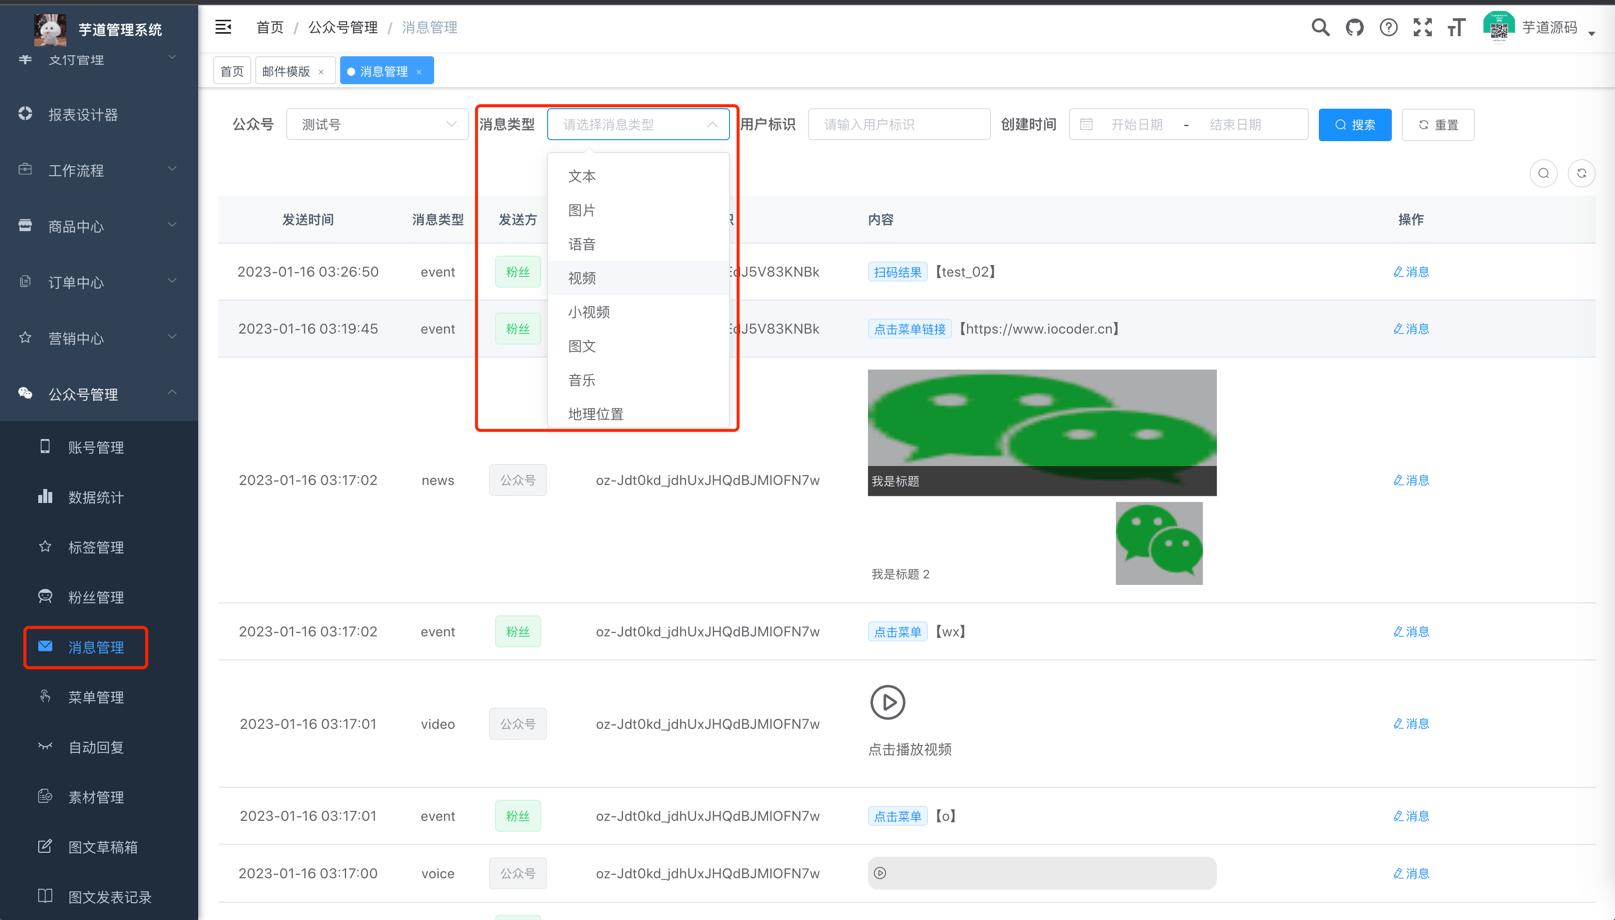 芋道管理系统
支付管理
报表设计器
工作流程
商品中心
订单中心
营销中心
公众号管理
账号管理
数据统计
标签管理
粉丝管理
消息管理
菜单管理
自动回复
素材管理
图文草稿箱
图文发表记录
首页 / 公众号管理 / 消息管理
芋道源码
首页 邮件模版 × 消息管理 ×
公众号 测试号 消息类型 请选择消息类型 用户标识 请输入用户标识 创建时间 开始日期 - 结束日期 搜索 重置
文本
图片
语音
视频
小视频
图文
音乐
地理位置
发送时间 消息类型 发送方 内容 操作
2023-01-16 03:26:50 event 粉丝 EdJ5V83KNBk 扫码结果 【test_02】 消息
2023-01-16 03:19:45 event 粉丝 EdJ5V83KNBk 点击菜单链接 【https://www.iocoder.cn】 消息
我是标题
2023-01-16 03:17:02 news 公众号 oz-Jdt0kd_jdhUxJHQdBJMlOFN7w 消息
我是标题 2
2023-01-16 03:17:02 event 粉丝 oz-Jdt0kd_jdhUxJHQdBJMlOFN7w 点击菜单 【wx】 消息
2023-01-16 03:17:01 video 公众号 oz-Jdt0kd_jdhUxJHQdBJMlOFN7w 消息
点击播放视频
2023-01-16 03:17:01 event 粉丝 oz-Jdt0kd_jdhUxJHQdBJMlOFN7w 点击菜单 【o】 消息
2023-01-16 03:17:00 voice 公众号 oz-Jdt0kd_jdhUxJHQdBJMlOFN7w 消息